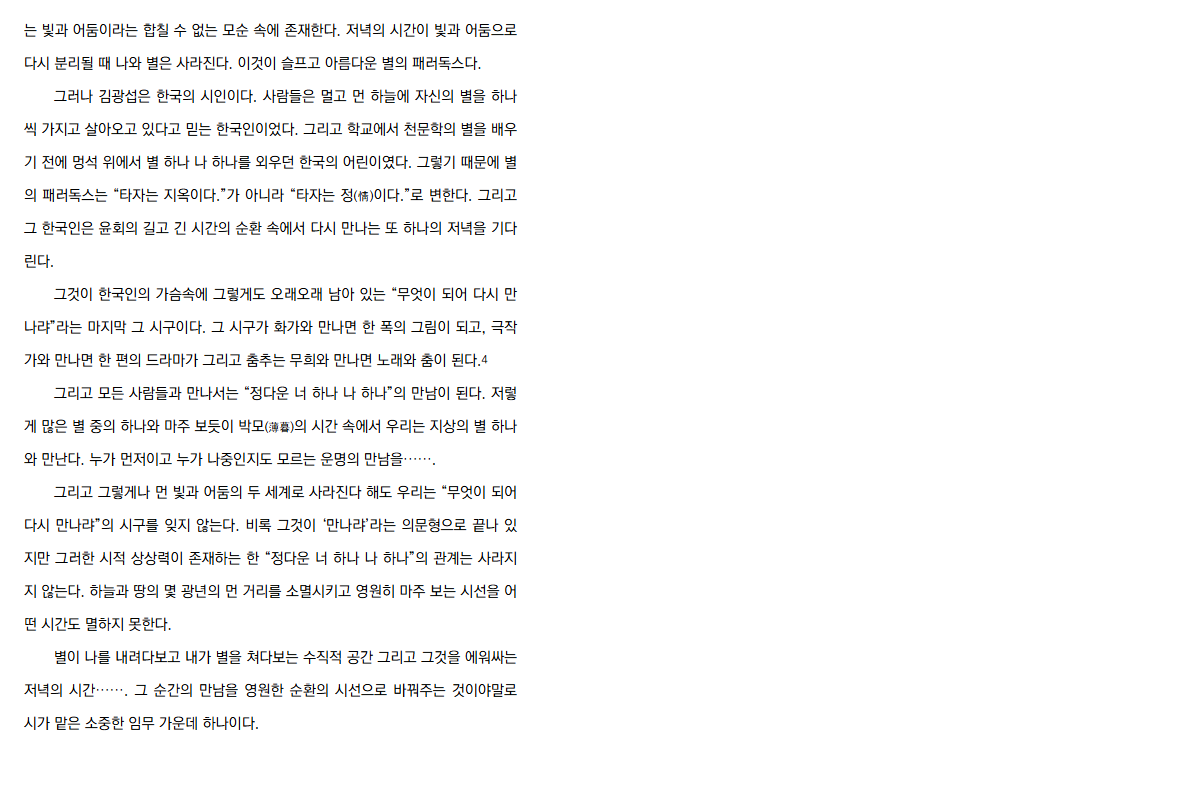 는 빛과 어둠이라는 합칠 수 없는 모순 속에 존재한다. 저녁의 시간이 빛과 어둠으로
다시 분리될 때 나와 별은 사라진다. 이것이 슬프고 아름다운 별의 패러독스다.
그러나 김광섭은 한국의 시인이다. 사람들은 멀고 먼 하늘에 자신의 별을 하나
씩 가지고 살아오고 있다고 믿는 한국인이었다. 그리고 학교에서 천문학의 별을 배우
기 전에 멍석 위에서 별 하나 나 하나를 외우던 한국의 어린이였다. 그렇기 때문에 별
의 패러독스는 “타자는 지옥이다.”가 아니라 “타자는 정(情)이다.”로 변한다. 그리고
그 한국인은 윤회의 길고 긴 시간의 순환 속에서 다시 만나는 또 하나의 저녁을 기다
린다.
그것이 한국인의 가슴속에 그렇게도 오래오래 남아 있는 “무엇이 되어 다시 만
나랴”라는 마지막 그 시구이다. 그 시구가 화가와 만나면 한 폭의 그림이 되고, 극작
가와 만나면 한 편의 드라마가 그리고 춤추는 무희와 만나면 노래와 춤이 된다.4
그리고 모든 사람들과 만나서는 “정다운 너 하나 나 하나”의 만남이 된다. 저렇
게 많은 별 중의 하나와 마주 보듯이 박모(薄暮)의 시간 속에서 우리는 지상의 별 하나
와 만난다. 누가 먼저이고 누가 나중인지도 모르는 운명의 만남을…….
그리고 그렇게나 먼 빛과 어둠의 두 세계로 사라진다 해도 우리는 “무엇이 되어
다시 만나랴”의 시구를 잊지 않는다. 비록 그것이 ‘만나랴’라는 의문형으로 끝나 있
지만 그러한 시적 상상력이 존재하는 한 “정다운 너 하나 나 하나”의 관계는 사라지
지 않는다. 하늘과 땅의 몇 광년의 먼 거리를 소멸시키고 영원히 마주 보는 시선을 어
떤 시간도 멸하지 못한다.
별이 나를 내려다보고 내가 별을 쳐다보는 수직적 공간 그리고 그것을 에워싸는
저녁의 시간……. 그 순간의 만남을 영원한 순환의 시선으로 바꿔주는 것이야말로
시가 맡은 소중한 임무 가운데 하나이다.